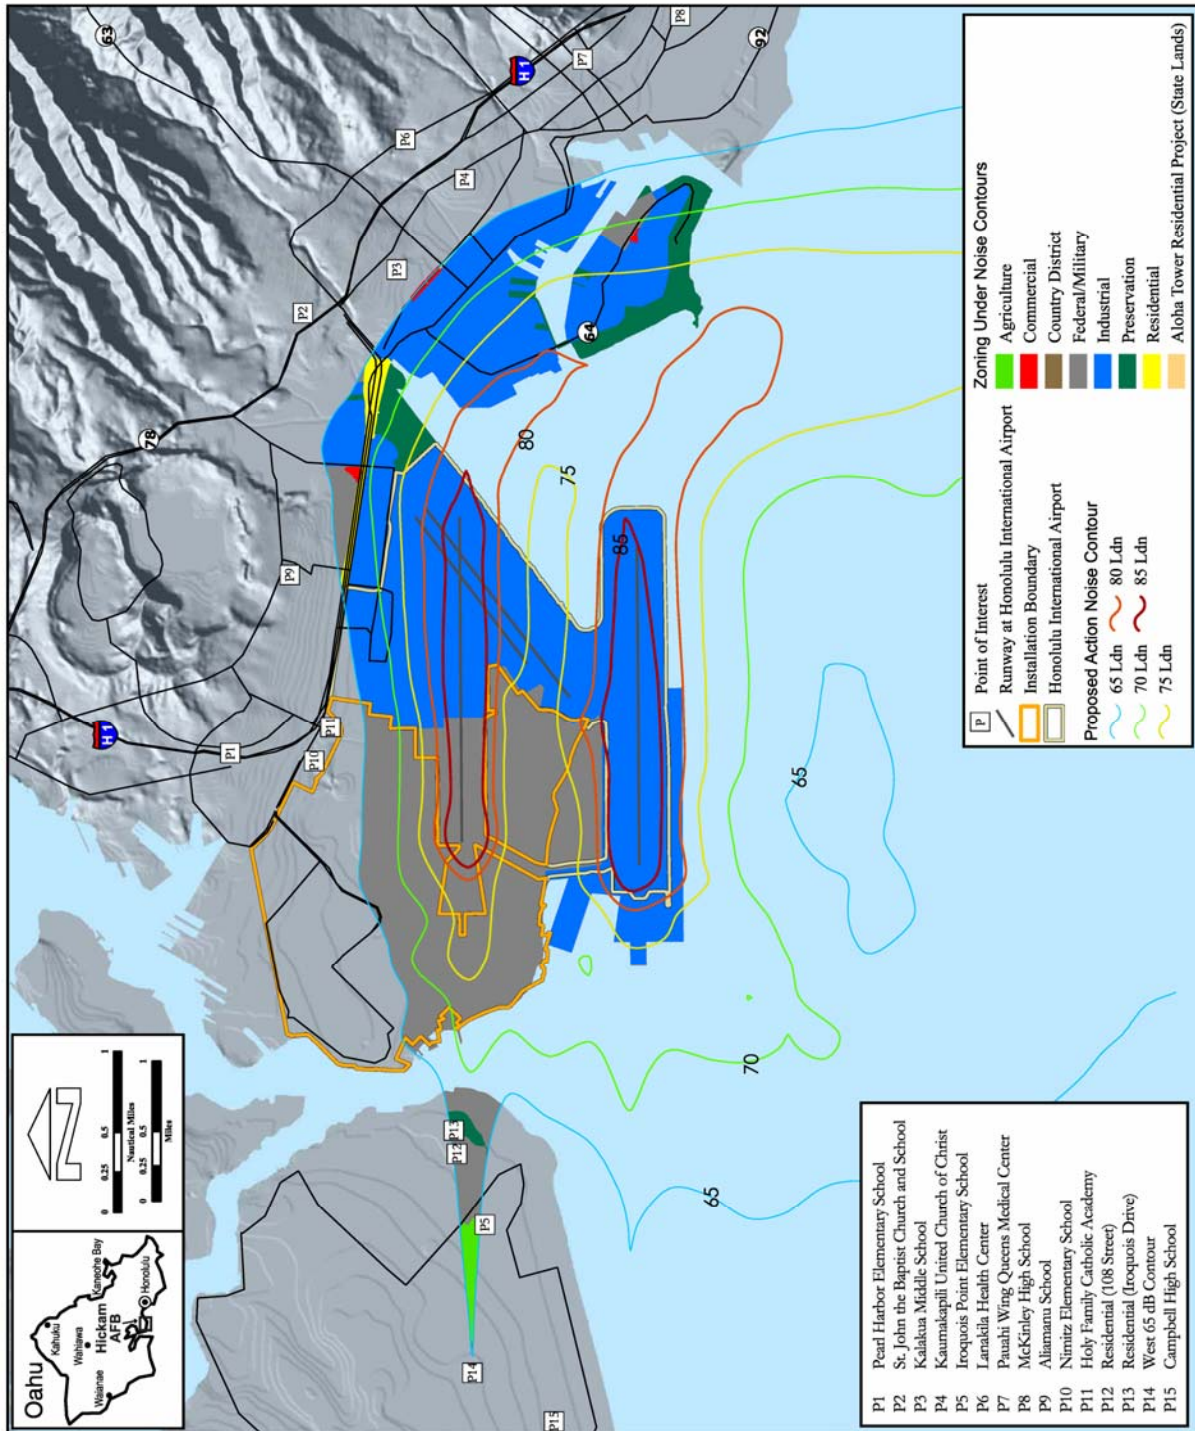 Oahu
Kahuku
Wahiawa
Kaneohe Bay
Waianae
Hickam
AFB
Honolulu
0 0.25 0.5 1
Nautical Miles
0 0.25 0.5 1
Miles
P1
P2
P3
P4
P5
P6
P7
P8
P9
P10
P11
P12
P13
P14
P15
H1
H1
63
64
78
92
65
65
70
75
80
85
P1 Pearl Harbor Elementary School
P2 St. John the Baptist Church and School
P3 Kalakua Middle School
P4 Kaumakapili United Church of Christ
P5 Iroquois Point Elementary School
P6 Lanakila Health Center
P7 Pauahi Wing Queens Medical Center
P8 McKinley High School
P9 Aliamanu School
P10 Nimitz Elementary School
P11 Holy Family Catholic Academy
P12 Residential (108 Street)
P13 Residential (Iroquois Drive)
P14 West 65 dB Contour
P15 Campbell High School
P Point of Interest
Runway at Honolulu International Airport
Installation Boundary
Honolulu International Airport
Proposed Action Noise Contour
65 Ldn 80 Ldn
70 Ldn 85 Ldn
75 Ldn
Zoning Under Noise Contours
Agriculture
Commercial
Country District
Federal/Military
Industrial
Preservation
Residential
Aloha Tower Residential Project (State Lands)